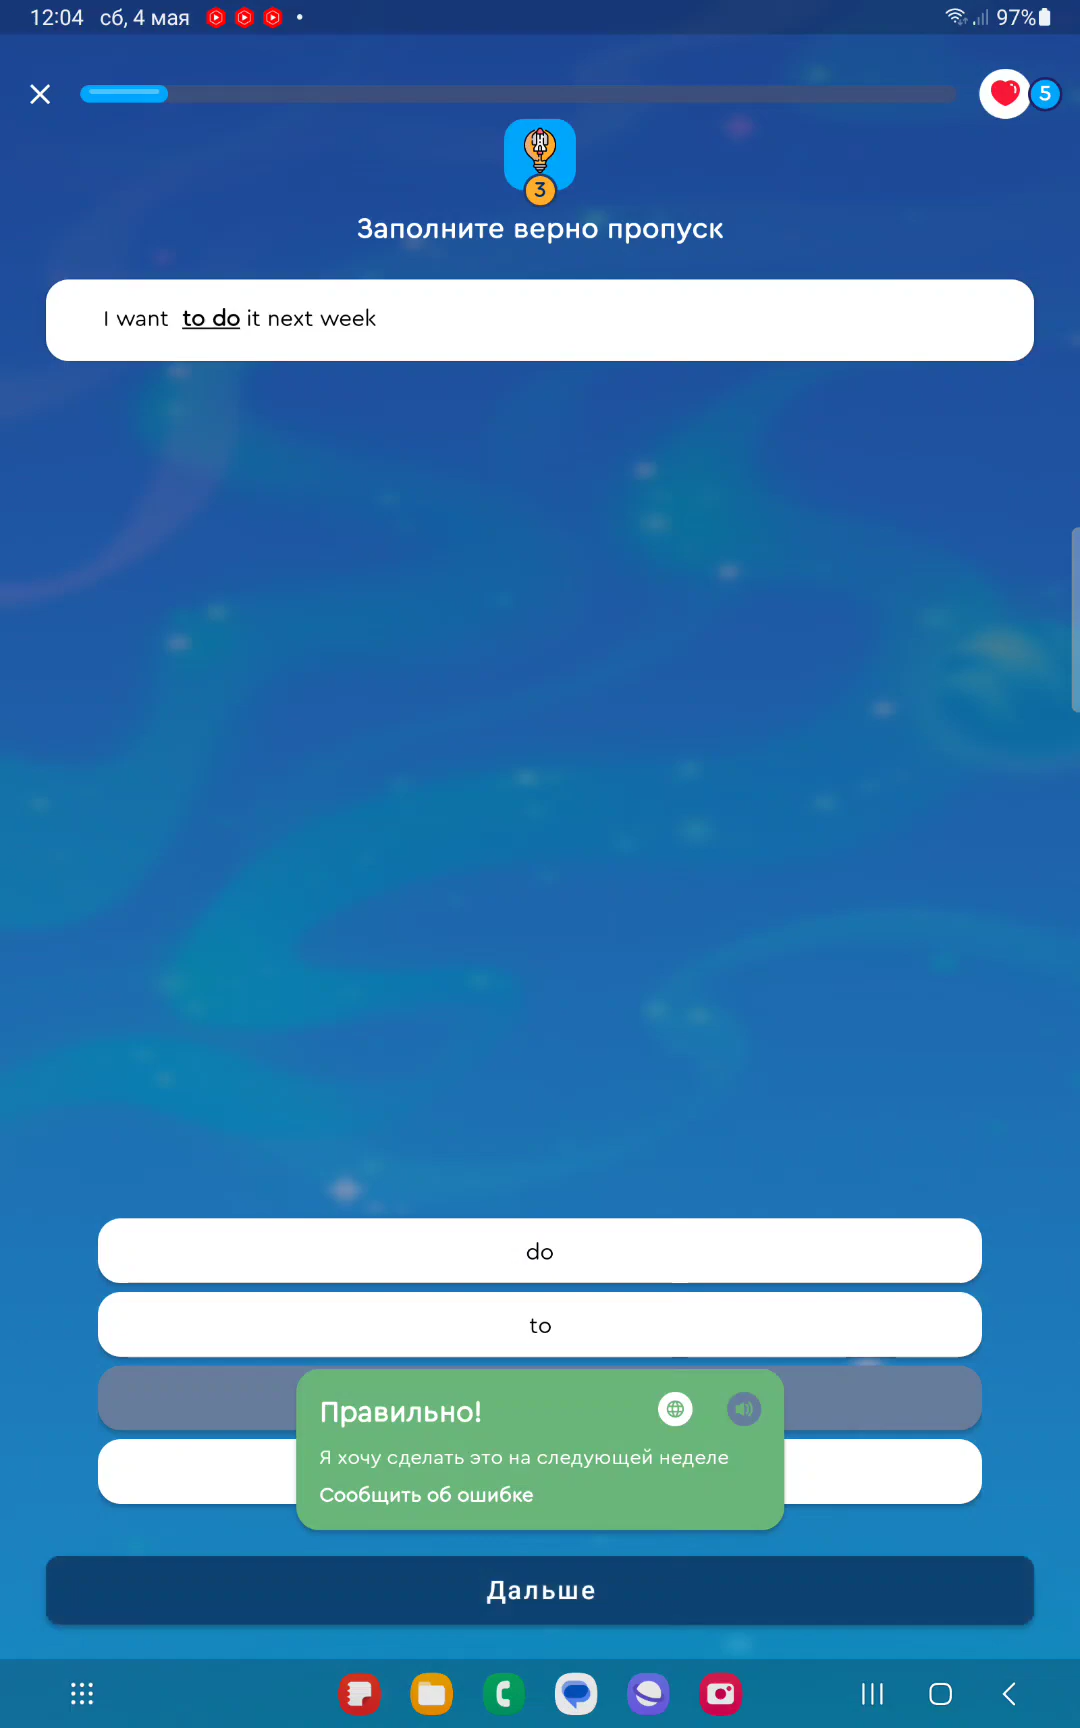 12:04 сб, 4 мая
97%
5
3
Заполните верно пропуск
I want to do it next week
do
to
Правильно!
Я хочу сделать это на следующей неделе
Сообщить об ошибке
Дальше